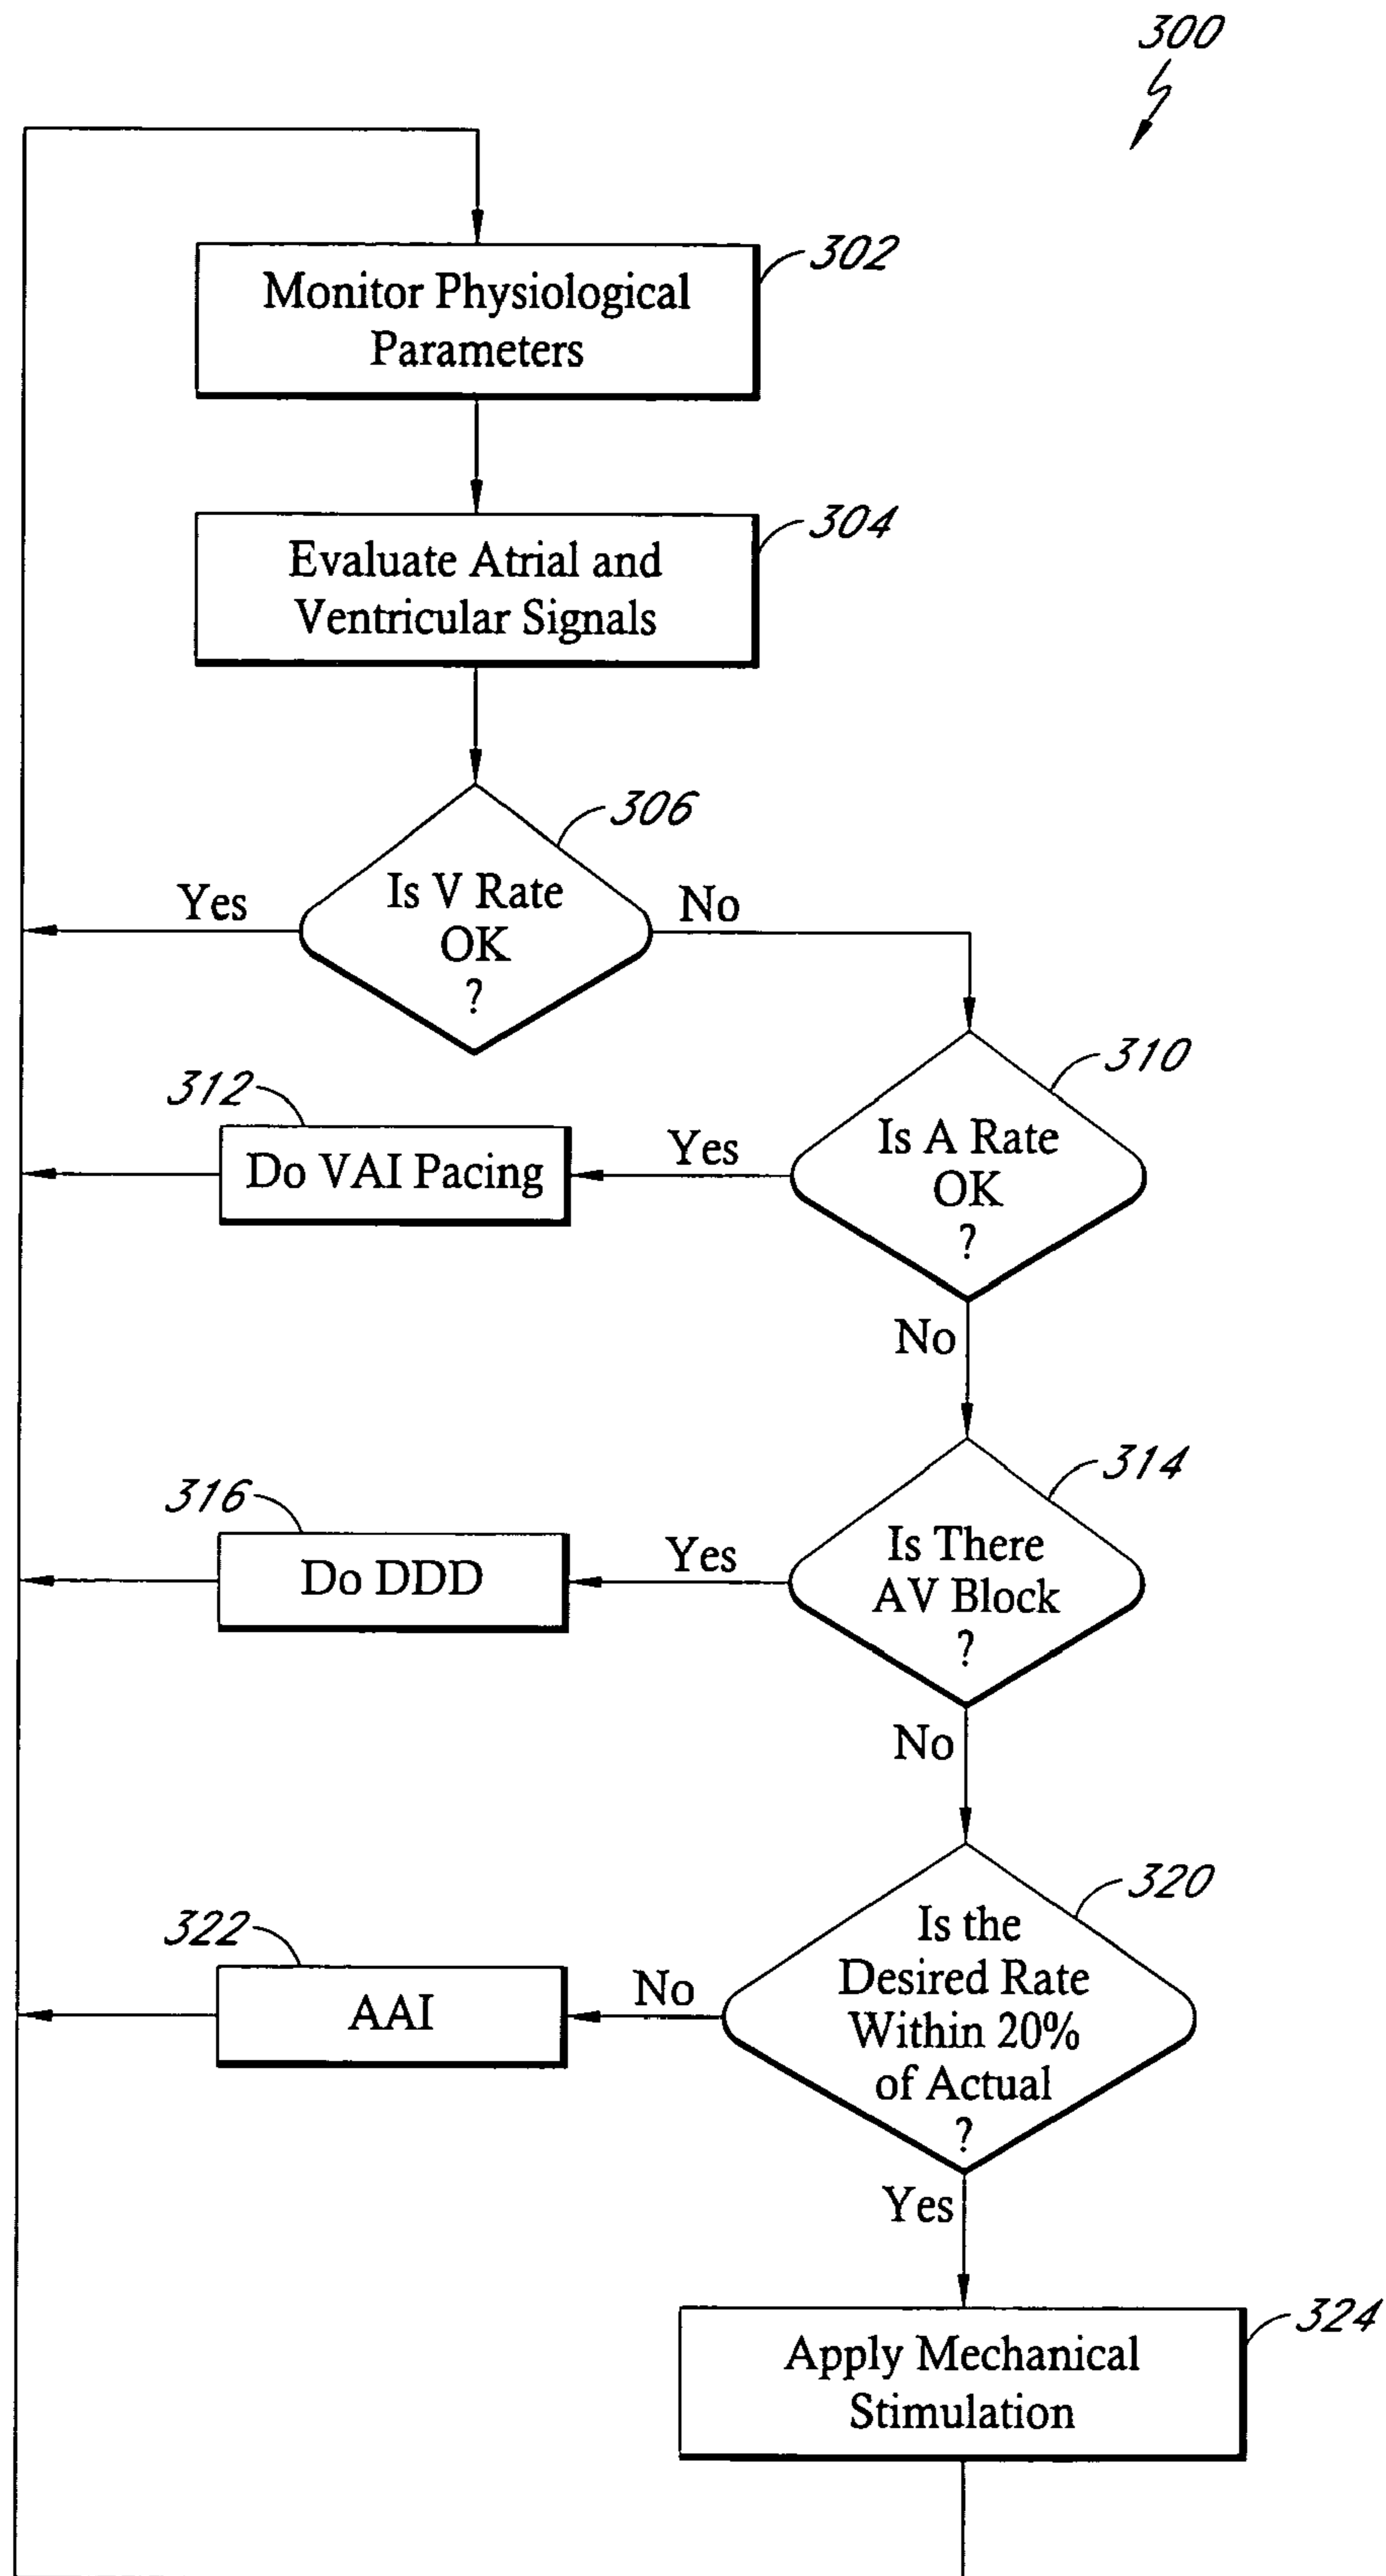 300
302
Monitor Physiological
Parameters
304
Evaluate Atrial and
Ventricular Signals
306
Is V Rate
OK
?
Yes
No
310
Is A Rate
OK
?
312
Do VAI Pacing
Yes
No
314
Is There
AV Block
?
316
Do DDD
Yes
No
320
Is the
Desired Rate
Within 20%
of Actual
?
322
AAI
No
Yes
324
Apply Mechanical
Stimulation